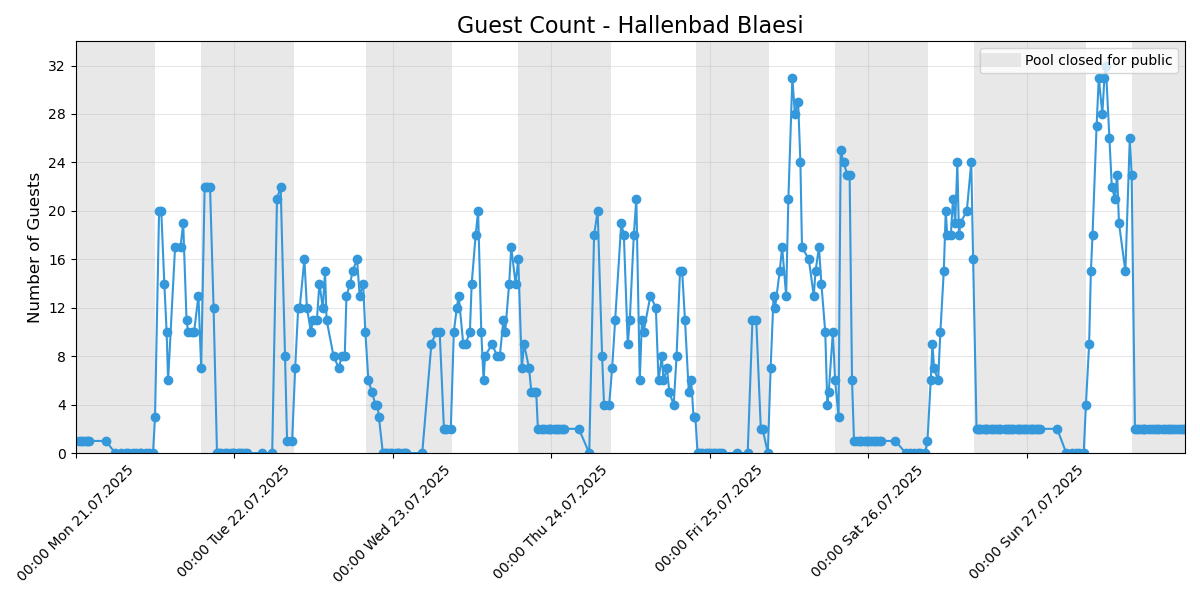 Guest Count - Hallenbad Blaesi
Pool closed for public
Number of Guests
32
28
24
20
16
12
8
4
0
00:00 Mon 21.07.2025
00:00 Tue 22.07.2025
00:00 Wed 23.07.2025
00:00 Thu 24.07.2025
00:00 Fri 25.07.2025
00:00 Sat 26.07.2025
00:00 Sun 27.07.2025